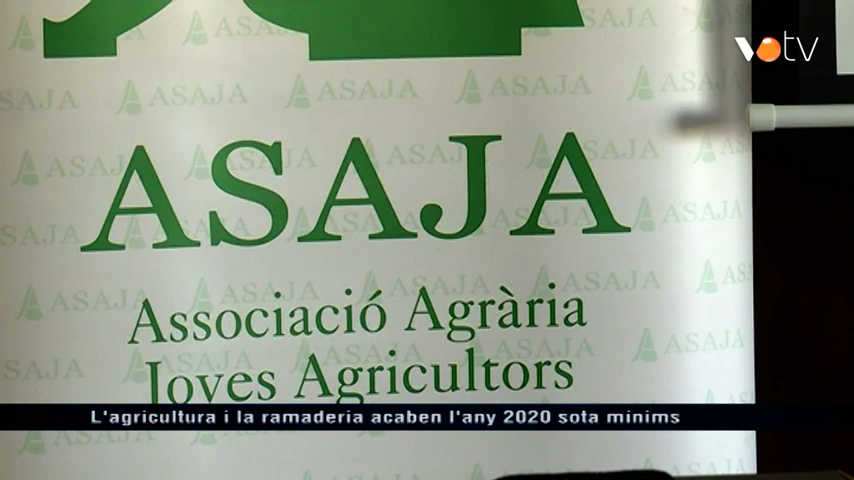 votv
ASAJA
Associació Agrària
Joves Agricultors
L'agricultura i la ramaderia acaben l'any 2020 sota mínims